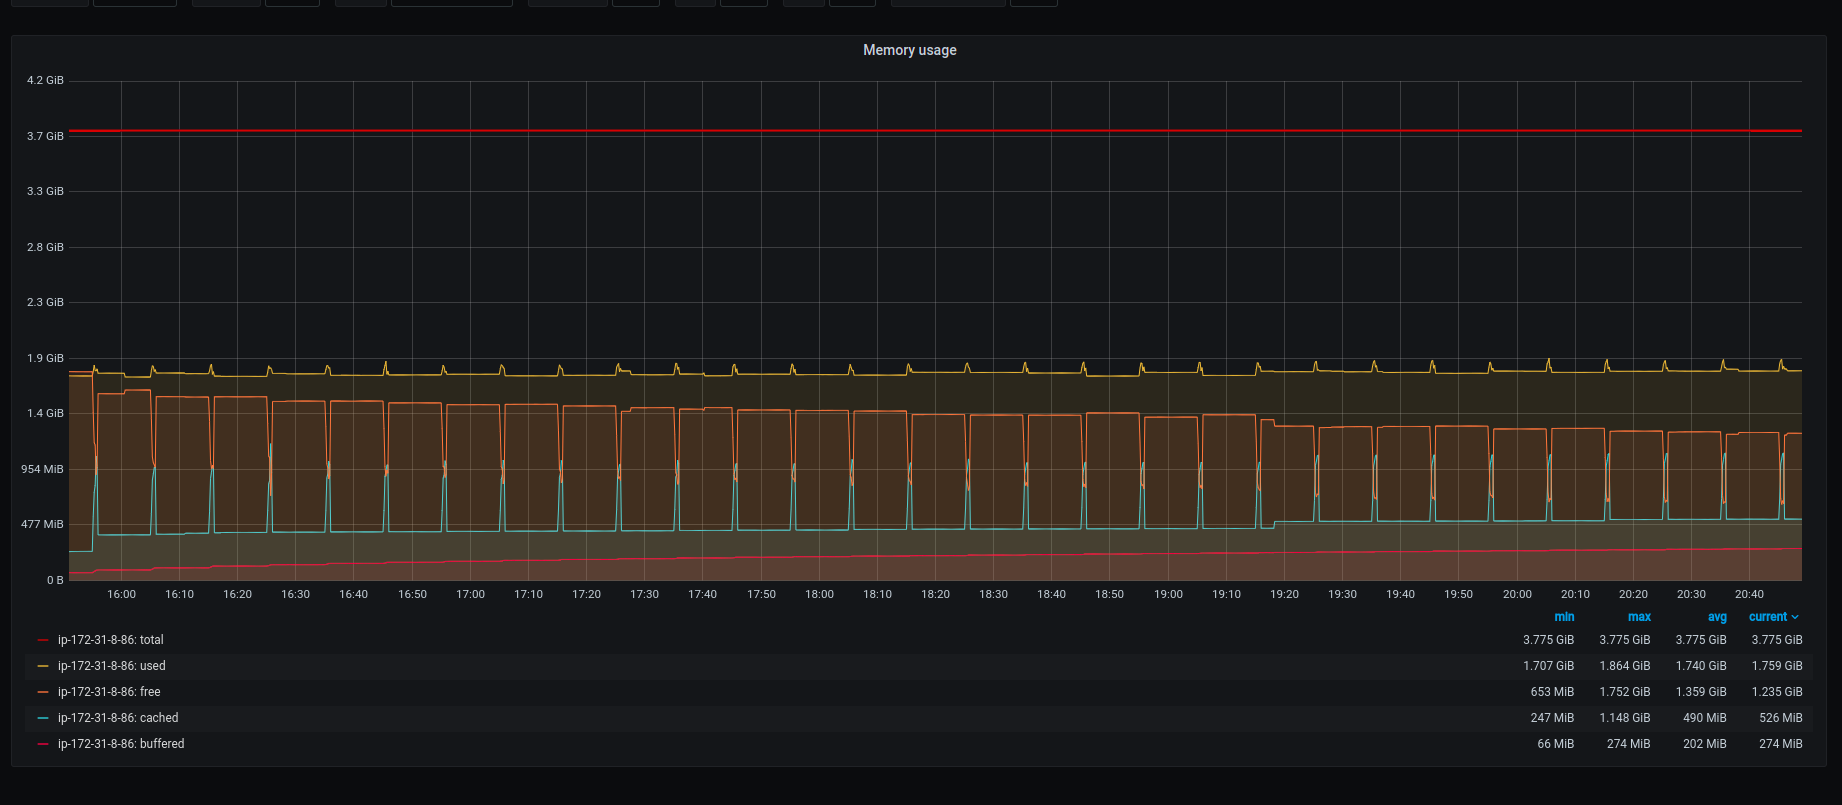 Memory usage
4.2 GiB
3.7 GiB
3.3 GiB
2.8 GiB
2.3 GiB
1.9 GiB
1.4 GiB
954 MiB
477 MiB
0 B
16:00 16:10 16:20 16:30 16:40 16:50 17:00 17:10 17:20 17:30 17:40 17:50 18:00 18:10 18:20 18:30 18:40 18:50 19:00 19:10 19:20 19:30 19:40 19:50 20:00 20:10 20:20 20:30 20:40
min max avg current
ip-172-31-8-86: total 3.775 GiB 3.775 GiB 3.775 GiB 3.775 GiB
ip-172-31-8-86: used 1.707 GiB 1.864 GiB 1.740 GiB 1.759 GiB
ip-172-31-8-86: free 653 MiB 1.752 GiB 1.359 GiB 1.235 GiB
ip-172-31-8-86: cached 247 MiB 1.148 GiB 490 MiB 526 MiB
ip-172-31-8-86: buffered 66 MiB 274 MiB 202 MiB 274 MiB